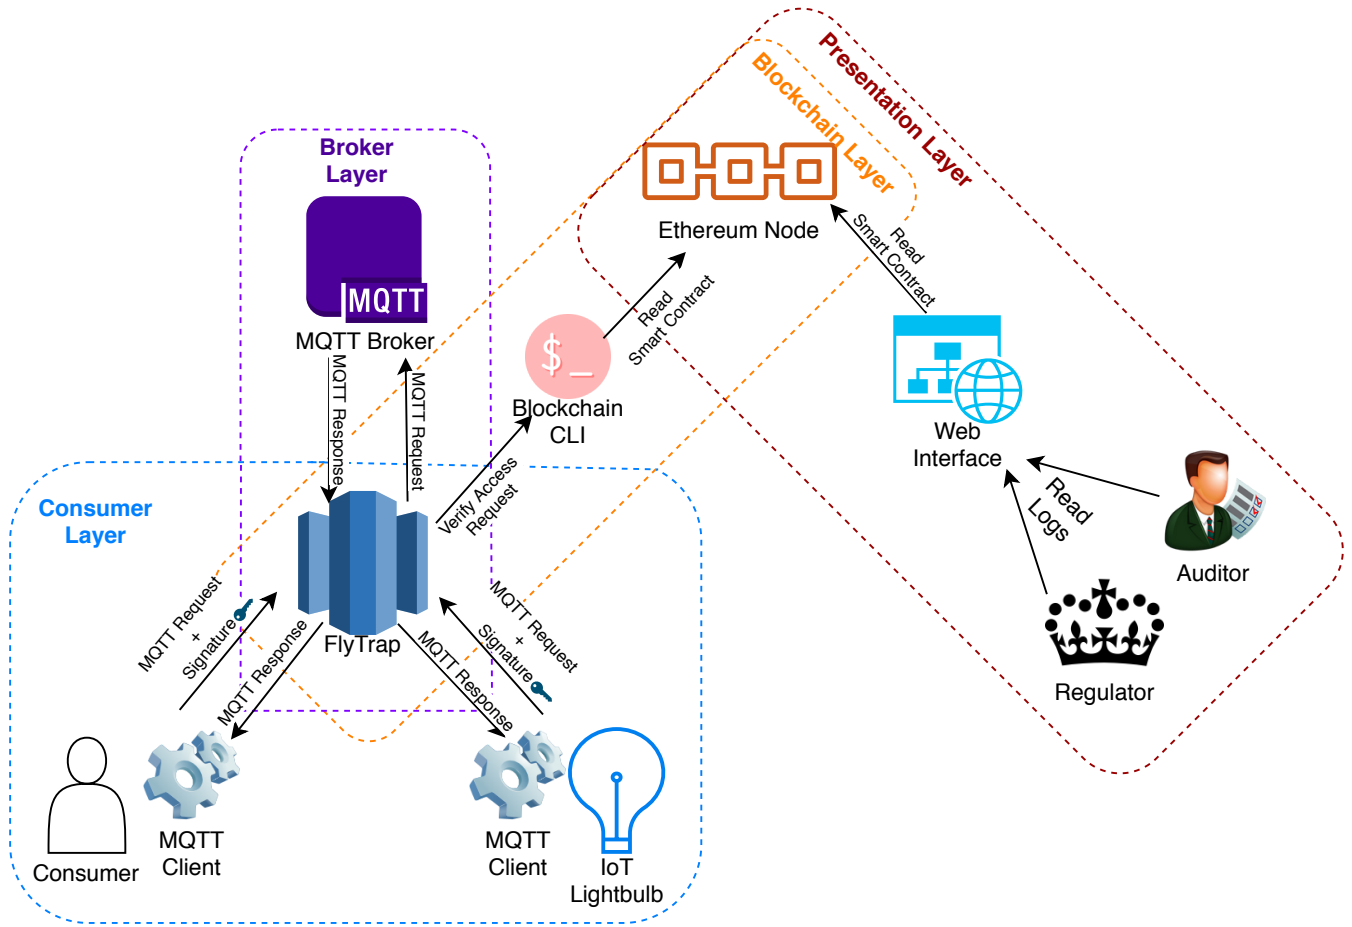 Presentation Layer
Blockchain Layer
Broker
Layer
MQTT
MQTT Broker
Ethereum Node
Read
Smart Contract
Read
Smart Contract
$_
Blockchain
CLI
Web
Interface
MQTT Response
MQTT Request
Verify Access
Request
Consumer
Layer
Read
Logs
Auditor
Regulator
FlyTrap
MQTT Request
+
Signature
MQTT Response
MQTT Response
MQTT Request
+
Signature
Consumer
MQTT
Client
MQTT
Client
IoT
Lightbulb